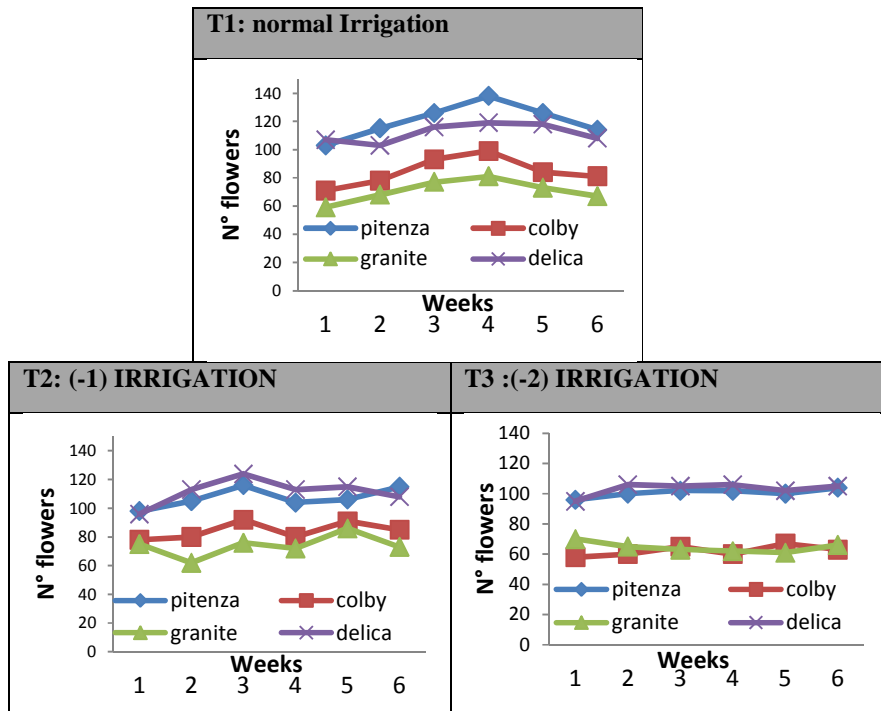 T1: normal Irrigation
140
120
100
80
60
40
20
0
N° flowers
pitenza colby
granite delica
Weeks
1 2 3 4 5 6
T2: (-1) IRRIGATION
140
120
100
80
60
40
20
0
N° flowers
pitenza colby
granite delica
Weeks
1 2 3 4 5 6
T3 :(-2) IRRIGATION
140
120
100
80
60
40
20
0
N° flowers
pitenza colby
granite delica
Weeks
1 2 3 4 5 6